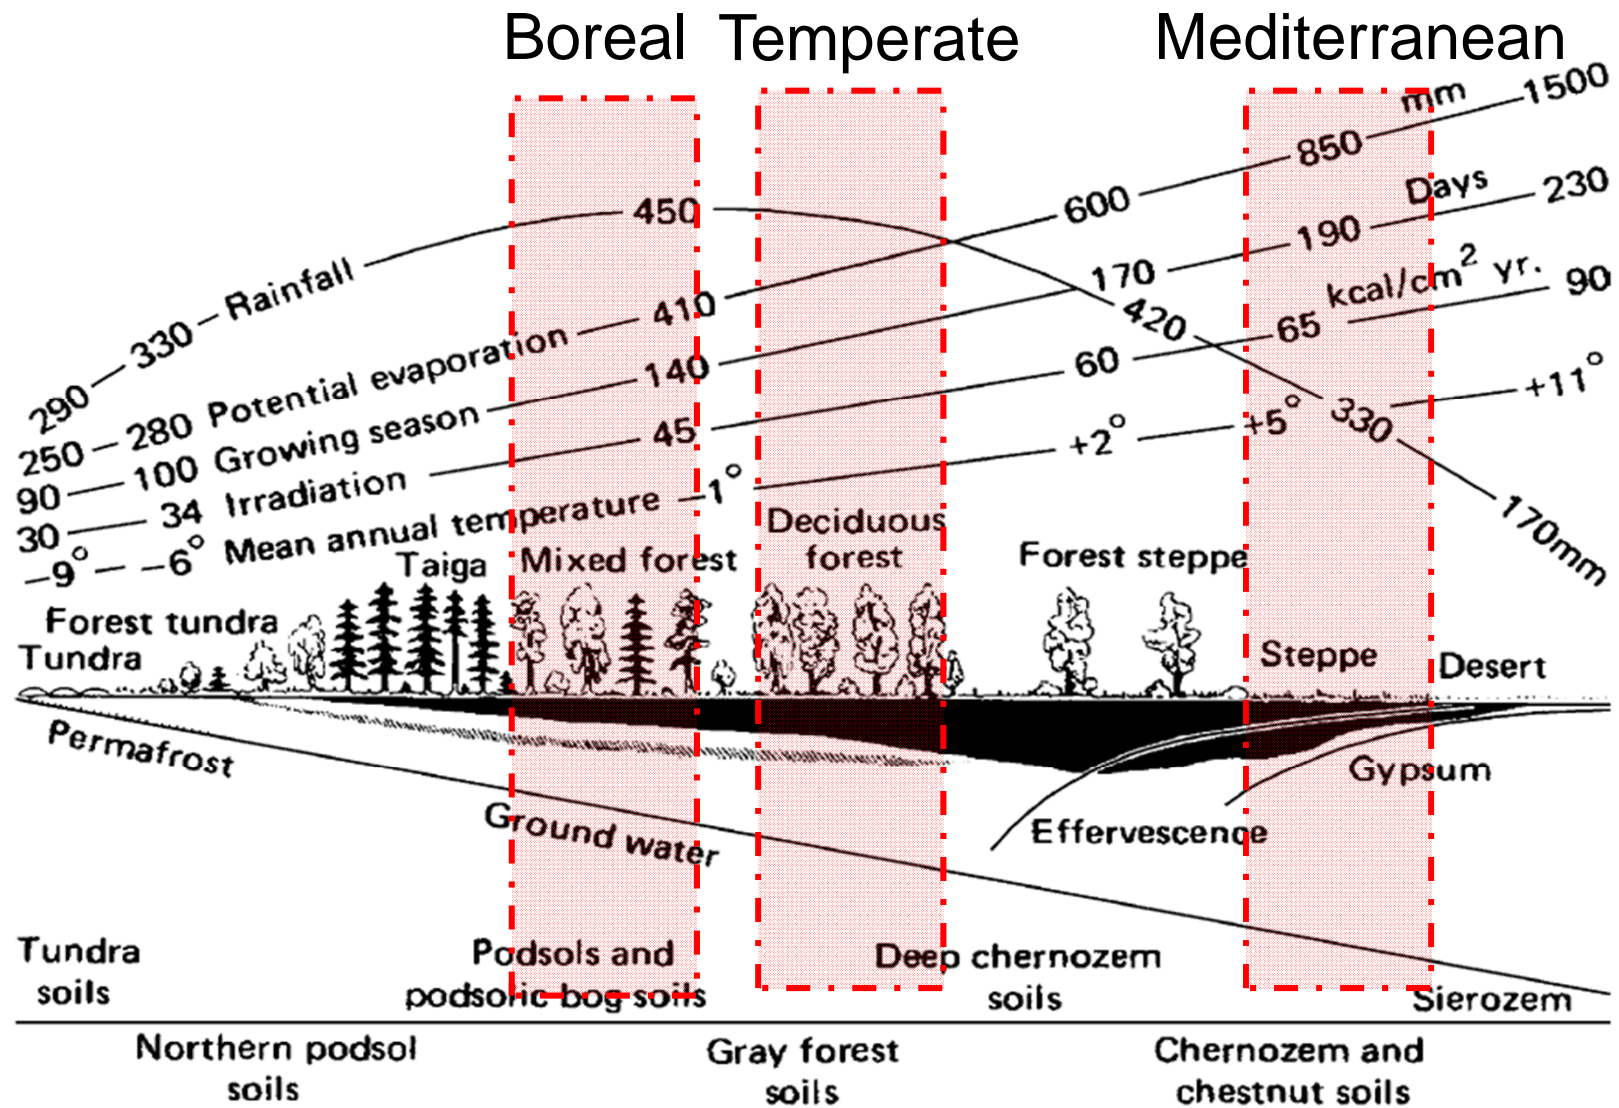 Boreal Temperate Mediterranean
290 330 Rainfall 450 420 330 170mm
250 280 Potential evaporation 410 600 850 mm 1500
90 100 Growing season 140 170 190 Days 230
30 34 Irradiation 45 60 65 kcal/cm² yr. 90
−9° −6° Mean annual temperature −1° +2° +5° +11°
Taiga
Mixed forest
Deciduous
forest
Forest steppe
Forest tundra
Tundra
Steppe
Desert
Permafrost
Ground water
Effervescence
Gypsum
Tundra
soils
Podsols and
podsolic bog soils
Deep chernozem
soils
Sierozem
Northern podsol
soils
Gray forest
soils
Chernozem and
chestnut soils